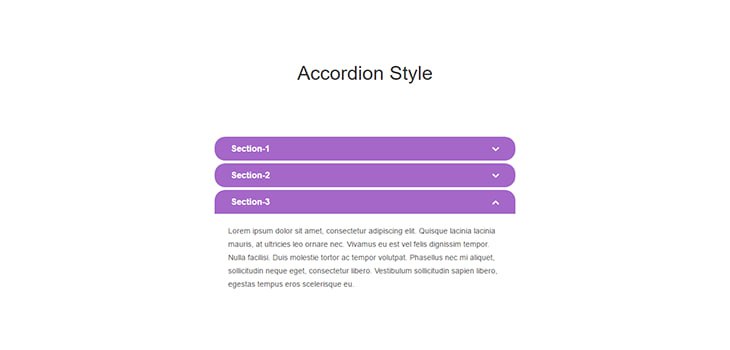 Accordion Style
Section-1
Section-2
Section-3
Lorem ipsum dolor sit amet, consectetur adipiscing elit. Quisque lacinia lacinia
mauris, at ultricies leo ornare nec. Vivamus eu est vel felis dignissim tempor.
Nulla facilisi. Duis molestie tortor ac tempor volutpat. Phasellus nec mi aliquet,
sollicitudin neque eget, consectetur libero. Vestibulum sollicitudin sapien libero,
egestas tempus eros scelerisque eu.